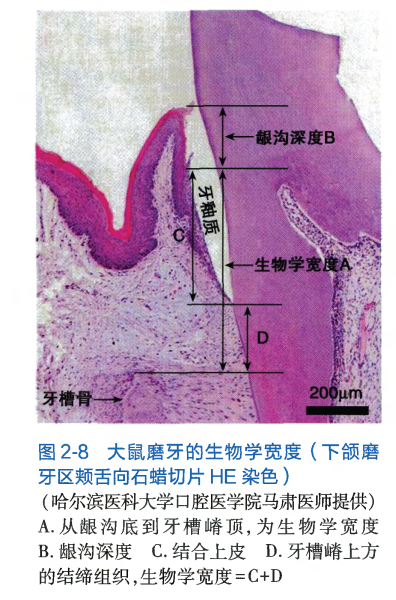 龈沟深度B
牙釉质
C
生物学宽度A
D
牙槽骨
200μm
图2-8 大鼠磨牙的生物学宽度（下颌磨
牙区颊舌向石蜡切片HE染色）
（哈尔滨医科大学口腔医学院马肃医师提供）
A.从龈沟底到牙槽嵴顶,为生物学宽度
B.龈沟深度 C.结合上皮 D.牙槽嵴上方
的结缔组织,生物学宽度=C+D